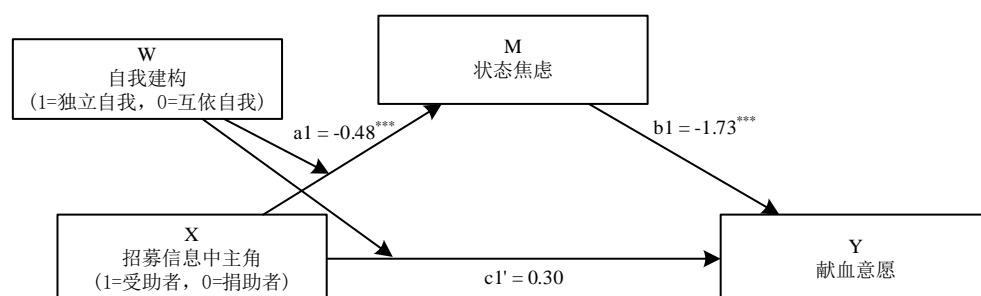 W
自我建构
(1=独立自我，0=互依自我)
M
状态焦虑
a1 = -0.48***
b1 = -1.73***
X
招募信息中主角
(1=受助者，0=捐助者)
Y
献血意愿
c1' = 0.30